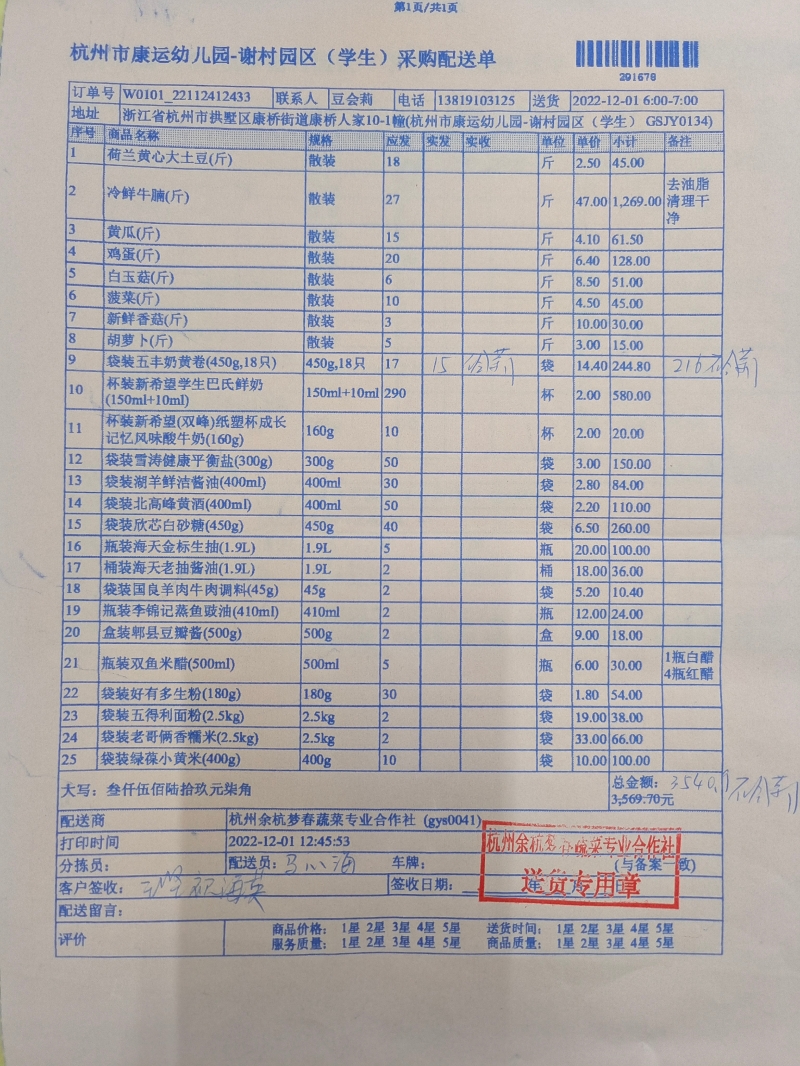 第1页/共1页
杭州市康运幼儿园-谢村园区（学生）采购配送单
291678
订单号 W0101_22112412433 联系人 豆会莉 电话 13819103125 送货 2022-12-01 6:00-7:00
地址 浙江省杭州市拱墅区康桥街道康桥人家10-1幢(杭州市康运幼儿园-谢村园区（学生） GSJY0134)
序号 商品名称 规格 应发 实发 实收 单位 单价 小计 备注
1 荷兰黄心大土豆(斤) 散装 18 斤 2.50 45.00
2 冷鲜牛腩(斤) 散装 27 斤 47.00 1,269.00 去油脂清理干净
3 黄瓜(斤) 散装 15 斤 4.10 61.50
4 鸡蛋(斤) 散装 20 斤 6.40 128.00
5 白玉菇(斤) 散装 6 斤 8.50 51.00
6 菠菜(斤) 散装 10 斤 4.50 45.00
7 新鲜香菇(斤) 散装 3 斤 10.00 30.00
8 胡萝卜(斤) 散装 5 斤 3.00 15.00
9 袋装五丰奶黄卷(450g,18只) 450g,18只 17 15 袋 14.40 244.80 216
10 杯装新希望学生巴氏鲜奶(150ml+10ml) 150ml+10ml 290 杯 2.00 580.00
11 杯装新希望(双峰)纸塑杯成长记忆风味酸牛奶(160g) 160g 10 杯 2.00 20.00
12 袋装雪涛健康平衡盐(300g) 300g 50 袋 3.00 150.00
13 袋装湖羊鲜洁酱油(400ml) 400ml 30 袋 2.80 84.00
14 袋装北高峰黄酒(400ml) 400ml 50 袋 2.20 110.00
15 袋装欣芯白砂糖(450g) 450g 40 袋 6.50 260.00
16 瓶装海天金标生抽(1.9L) 1.9L 5 瓶 20.00 100.00
17 桶装海天老抽酱油(1.9L) 1.9L 2 桶 18.00 36.00
18 袋装国良羊肉牛肉调料(45g) 45g 2 袋 5.20 10.40
19 瓶装李锦记蒸鱼豉油(410ml) 410ml 2 瓶 12.00 24.00
20 盒装郫县豆瓣酱(500g) 500g 2 盒 9.00 18.00
21 瓶装双鱼米醋(500ml) 500ml 5 瓶 6.00 30.00 1瓶白醋4瓶红醋
22 袋装好有多生粉(180g) 180g 30 袋 1.80 54.00
23 袋装五得利面粉(2.5kg) 2.5kg 2 袋 19.00 38.00
24 袋装老哥俩香糯米(2.5kg) 2.5kg 2 袋 33.00 66.00
25 袋装绿葆小黄米(400g) 400g 10 袋 10.00 100.00
大写：叁仟伍佰陆拾玖元柒角 总金额：3,569.70元
配送商 杭州余杭梦春蔬菜专业合作社 (gys0041)
打印时间 2022-12-01 12:45:53
分拣员： 配送员： 车牌： (与备案一致)
客户签收： 签收日期：
杭州余杭梦春蔬菜专业合作社
送货专用章
配送留言：
评价 商品价格： 1星 2星 3星 4星 5星 送货时间： 1星 2星 3星 4星 5星
服务质量： 1星 2星 3星 4星 5星 商品质量： 1星 2星 3星 4星 5星